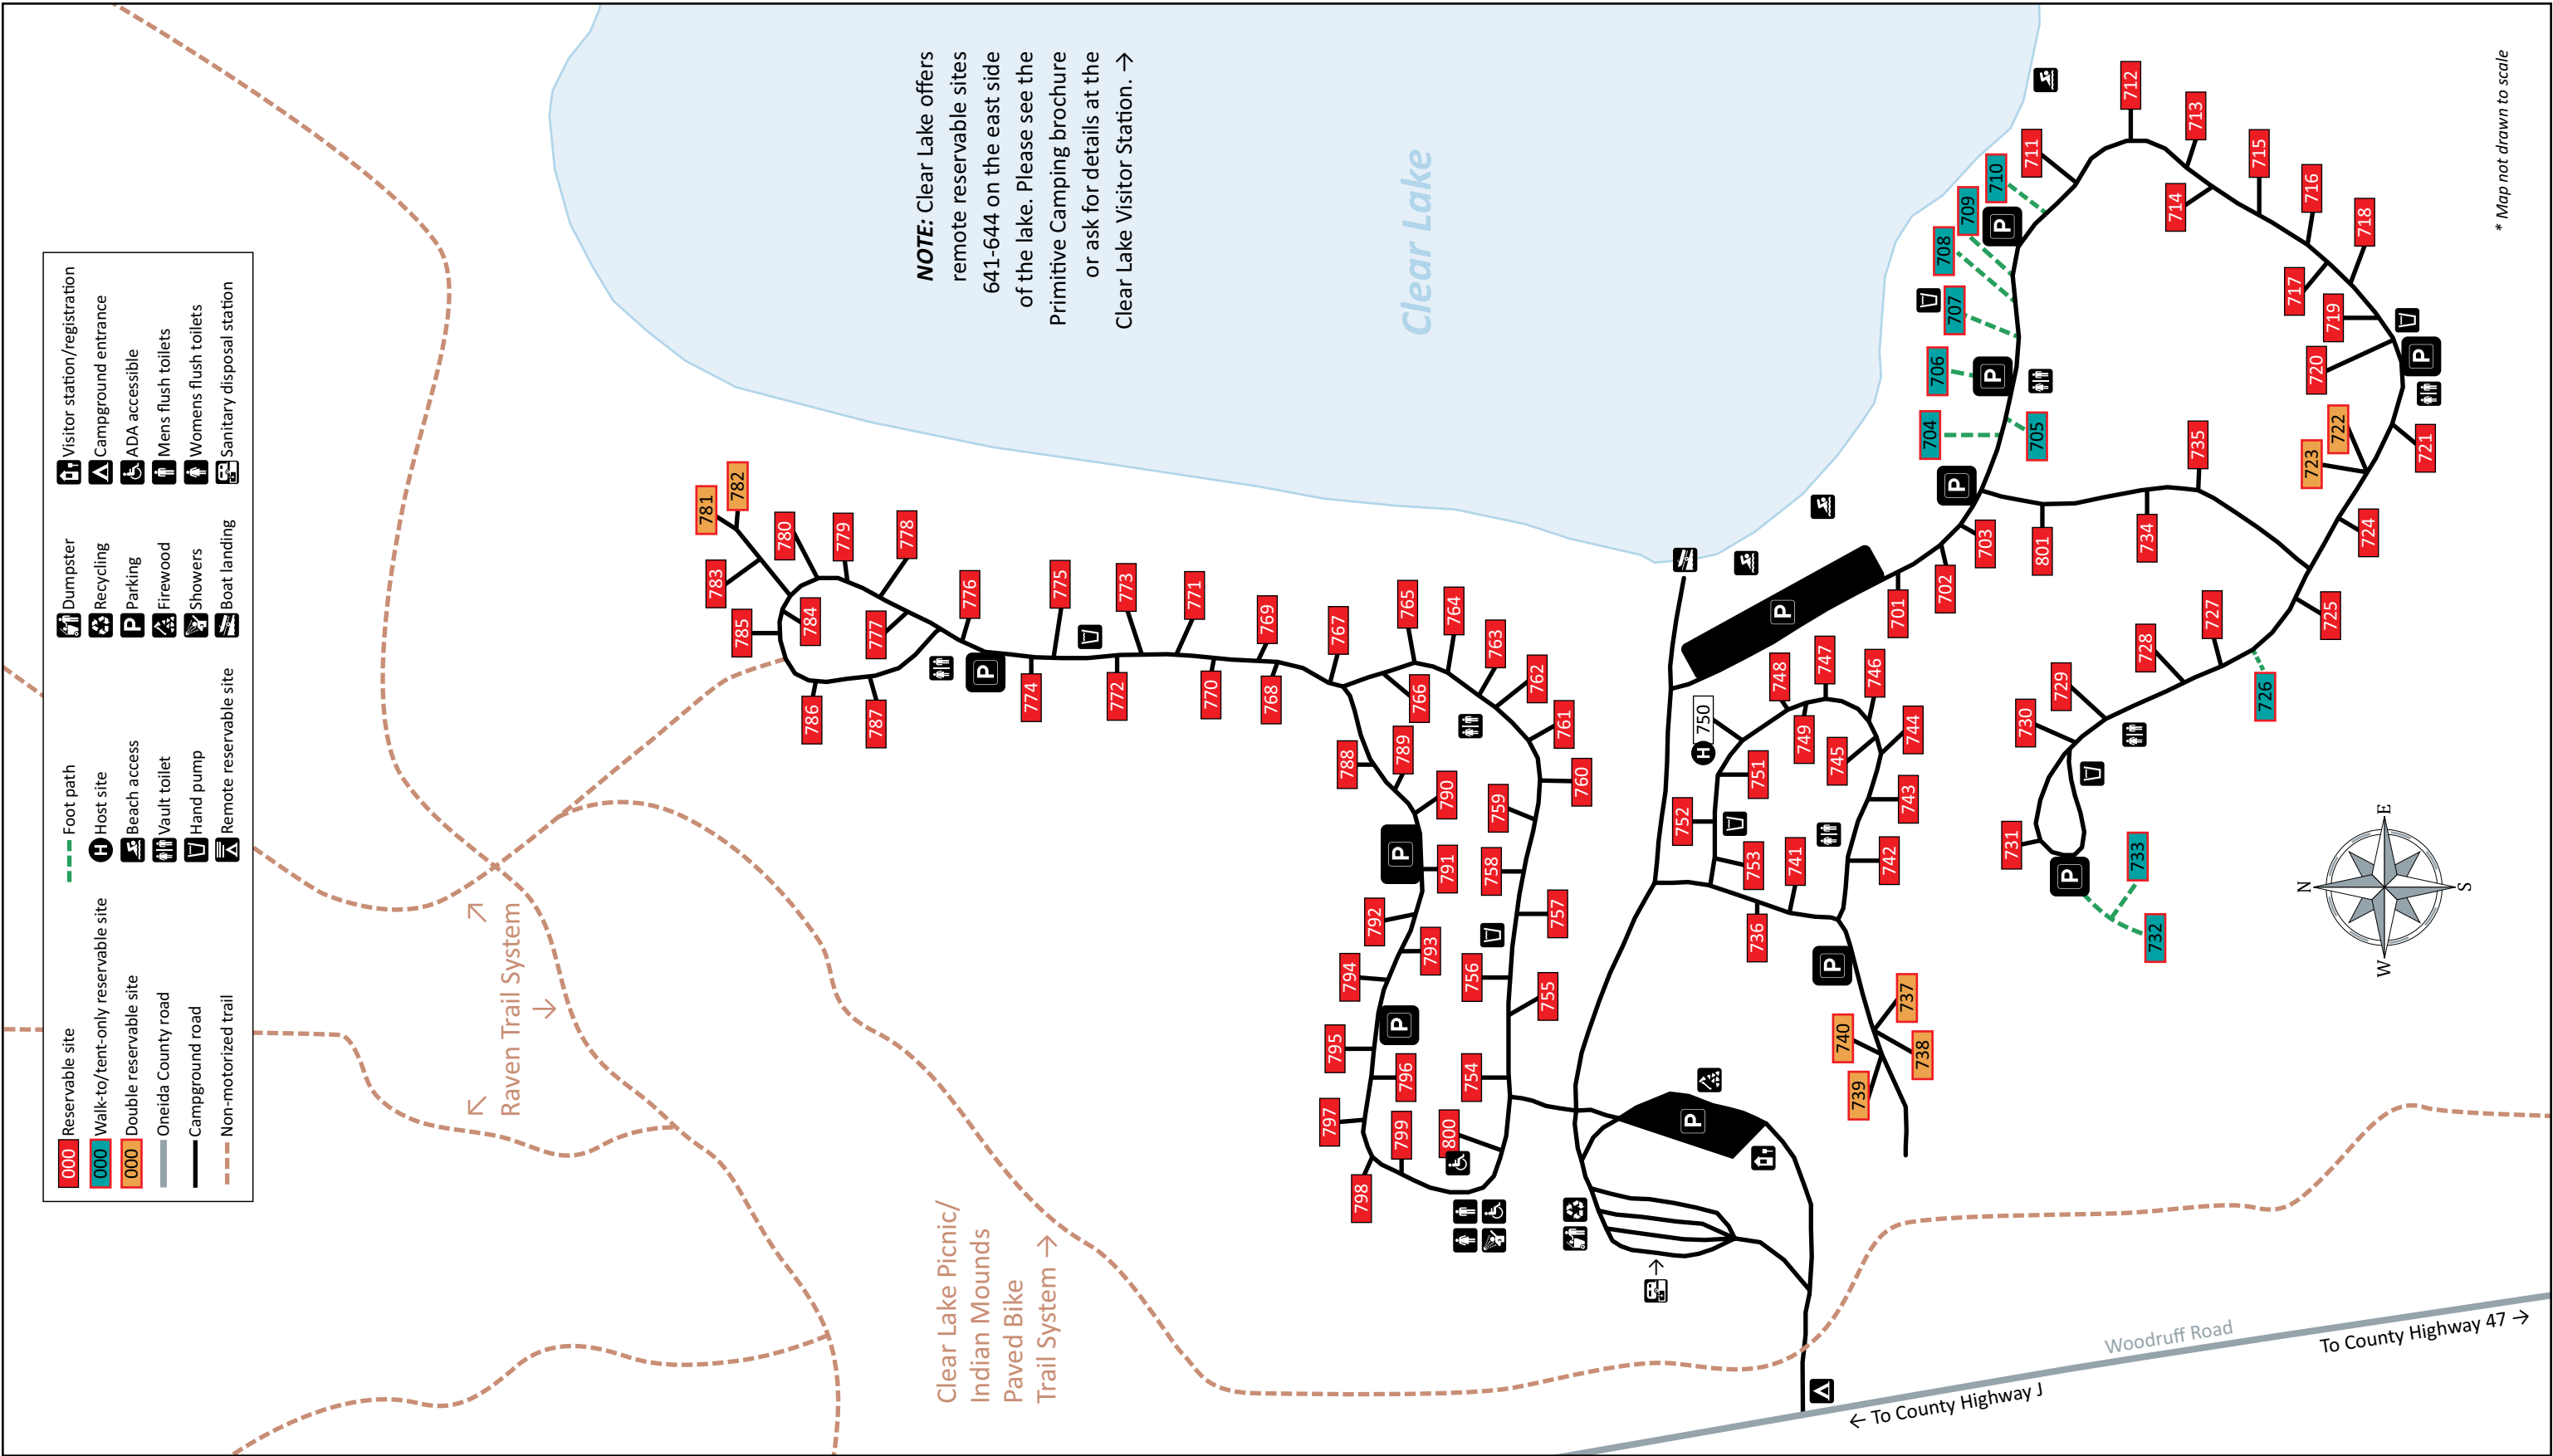 000 Reservable site
000 Walk-to/tent-only reservable site
000 Double reservable site
Oneida County road
Campground road
Non-motorized trail
Foot path
H Host site
Beach access
Vault toilet
Hand pump
Remote reservable site
Dumpster
Recycling
P Parking
Firewood
Showers
Boat landing
Visitor station/registration
Campground entrance
ADA accessible
Mens flush toilets
Womens flush toilets
Sanitary disposal station
NOTE: Clear Lake offers
remote reservable sites
641-644 on the east side
of the lake. Please see the
Primitive Camping brochure
or ask for details at the
Clear Lake Visitor Station. →
Clear Lake
← Raven Trail System →
Clear Lake Picnic/
Indian Mounds
Paved Bike
Trail System →
781
782
783
780
779
778
785
784
777
776
786
787
P
775
773
771
769
767
774
772
770
768
765
764
763
762
761
760
766
788
789
790
759
P
791
758
757
792
793
794
756
755
P
795
796
754
797
799
800
798
P
H 750
748
747
746
749
745
744
751
743
752
753
741
742
736
P
737
740
738
739
P
701
702
703
P
704
705
706
P
707
708
709
P
710
711
712
713
714
715
716
717
718
719
720
P
721
722
723
724
725
726
727
728
729
730
731
P
732
733
734
735
801
N
E
S
W
Woodruff Road
← To County Highway J
To County Highway 47 →
* Map not drawn to scale